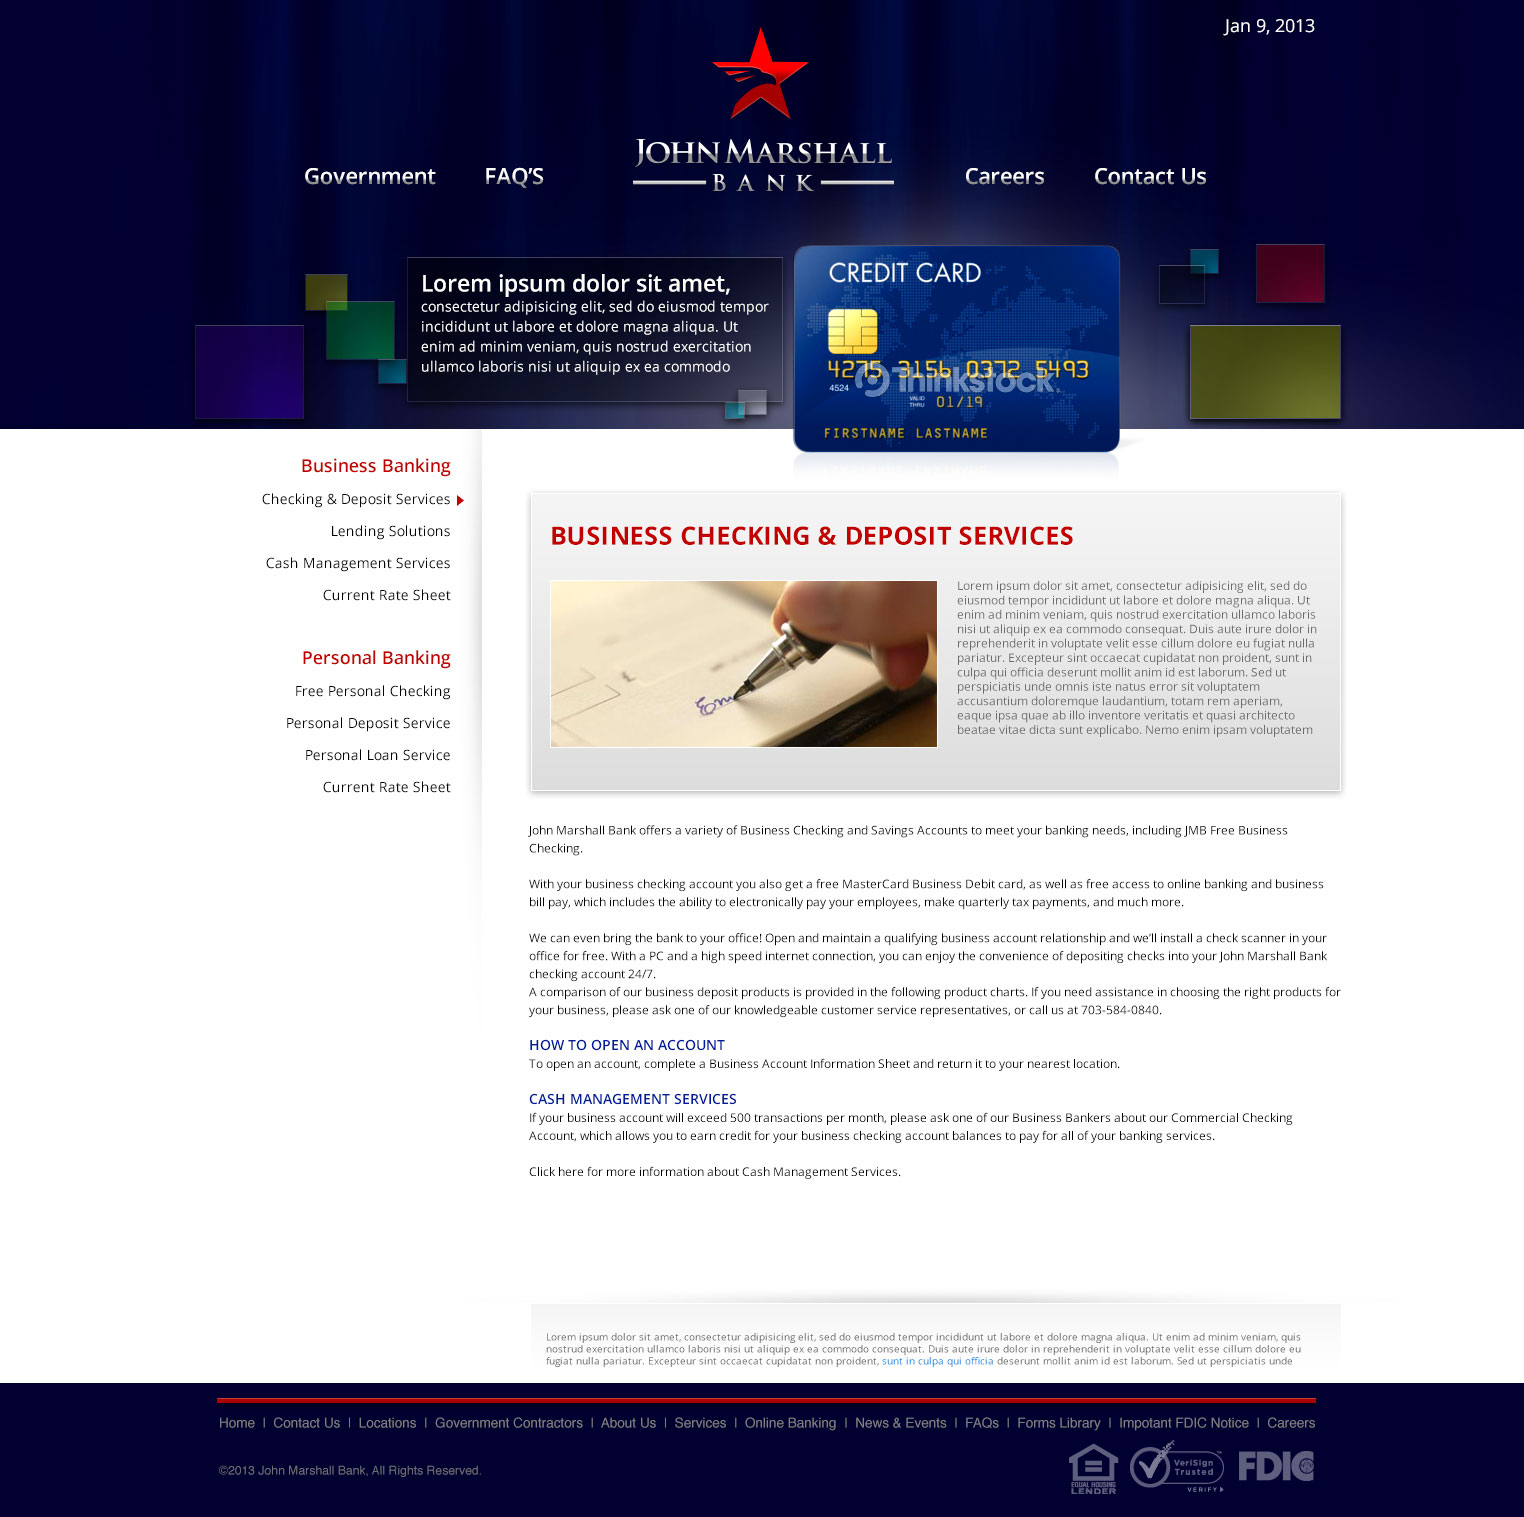 Jan 9, 2013
JOHN MARSHALL
BANK
Government
FAQ'S
Careers
Contact Us
Lorem ipsum dolor sit amet,
consectetur adipisicing elit, sed do eiusmod tempor
incididunt ut labore et dolore magna aliqua. Ut
enim ad minim veniam, quis nostrud exercitation
ullamco laboris nisi ut aliquip ex ea commodo
CREDIT CARD
4275 3156 0372 5493
thinkstock
4524
VALID
THRU
01/19
FIRSTNAME LASTNAME
Business Banking
Checking & Deposit Services
Lending Solutions
Cash Management Services
Current Rate Sheet
Personal Banking
Free Personal Checking
Personal Deposit Service
Personal Loan Service
Current Rate Sheet
BUSINESS CHECKING & DEPOSIT SERVICES
Lorem ipsum dolor sit amet, consectetur adipisicing elit, sed do
eiusmod tempor incididunt ut labore et dolore magna aliqua. Ut
enim ad minim veniam, quis nostrud exercitation ullamco laboris
nisi ut aliquip ex ea commodo consequat. Duis aute irure dolor in
reprehenderit in voluptate velit esse cillum dolore eu fugiat nulla
pariatur. Excepteur sint occaecat cupidatat non proident, sunt in
culpa qui officia deserunt mollit anim id est laborum. Sed ut
perspiciatis unde omnis iste natus error sit voluptatem
accusantium doloremque laudantium, totam rem aperiam,
eaque ipsa quae ab illo inventore veritatis et quasi architecto
beatae vitae dicta sunt explicabo. Nemo enim ipsam voluptatem
John Marshall Bank offers a variety of Business Checking and Savings Accounts to meet your banking needs, including JMB Free Business
Checking.
With your business checking account you also get a free MasterCard Business Debit card, as well as free access to online banking and business
bill pay, which includes the ability to electronically pay your employees, make quarterly tax payments, and much more.
We can even bring the bank to your office! Open and maintain a qualifying business account relationship and we'll install a check scanner in your
office for free. With a PC and a high speed internet connection, you can enjoy the convenience of depositing checks into your John Marshall Bank
checking account 24/7.
A comparison of our business deposit products is provided in the following product charts. If you need assistance in choosing the right products for
your business, please ask one of our knowledgeable customer service representatives, or call us at 703-584-0840.
HOW TO OPEN AN ACCOUNT
To open an account, complete a Business Account Information Sheet and return it to your nearest location.
CASH MANAGEMENT SERVICES
If your business account will exceed 500 transactions per month, please ask one of our Business Bankers about our Commercial Checking
Account, which allows you to earn credit for your business checking account balances to pay for all of your banking services.
Click here for more information about Cash Management Services.
Lorem ipsum dolor sit amet, consectetur adipisicing elit, sed do eiusmod tempor incididunt ut labore et dolore magna aliqua. Ut enim ad minim veniam, quis
nostrud exercitation ullamco laboris nisi ut aliquip ex ea commodo consequat. Duis aute irure dolor in reprehenderit in voluptate velit esse cillum dolore eu
fugiat nulla pariatur. Excepteur sint occaecat cupidatat non proident, sunt in culpa qui officia deserunt mollit anim id est laborum. Sed ut perspiciatis unde
Home | Contact Us | Locations | Government Contractors | About Us | Services | Online Banking | News & Events | FAQs | Forms Library | Impotant FDIC Notice | Careers
©2013 John Marshall Bank, All Rights Reserved.
EQUAL HOUSING
LENDER
VeriSign
Trusted
VERIFY
FDIC